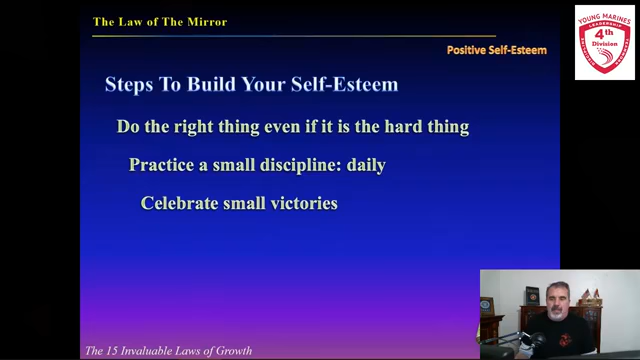 The Law of The Mirror
Positive Self-Esteem
Steps To Build Your Self-Esteem
Do the right thing even if it is the hard thing
Practice a small discipline: daily
Celebrate small victories
The 15 Invaluable Laws of Growth
YOUNG MARINES
4th
Division